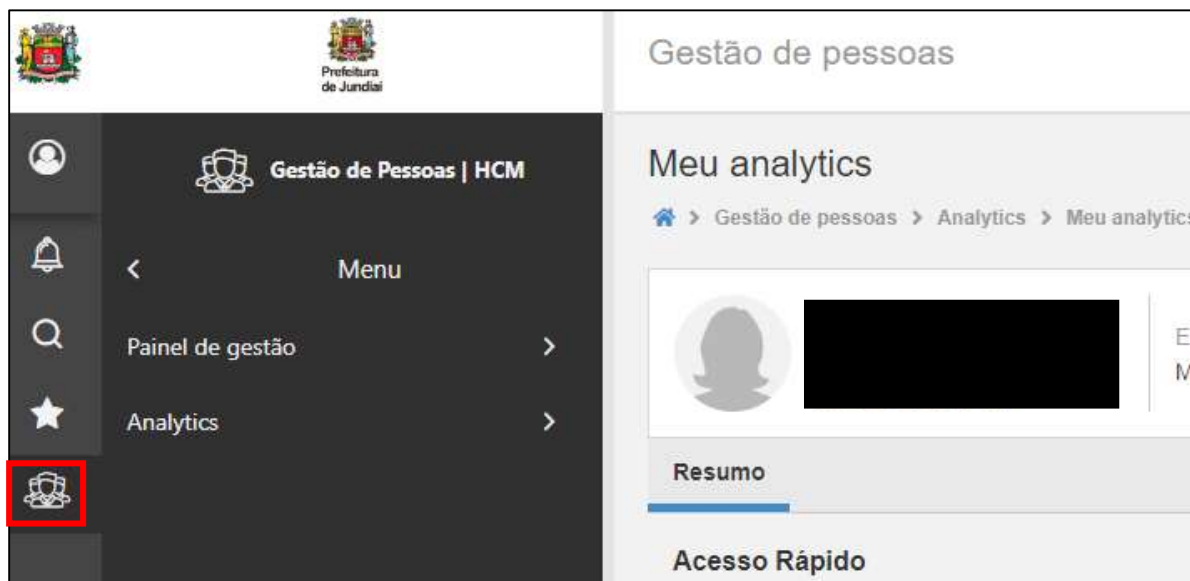 Prefeitura
de Jundiaí
Gestão de pessoas
Gestão de Pessoas | HCM
Menu
Painel de gestão
Analytics
Meu analytics
Gestão de pessoas > Analytics > Meu analytics
E
M
Resumo
Acesso Rápido